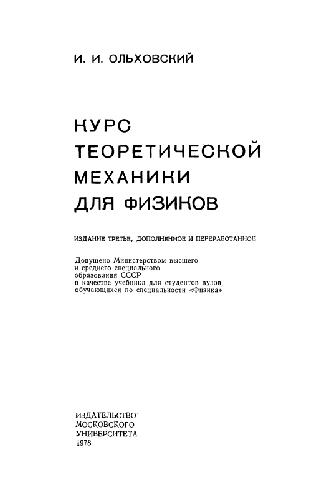 И. И. ОЛЬХОВСКИЙ
КУРС
ТЕОРЕТИЧЕСКОЙ
МЕХАНИКИ
ДЛЯ ФИЗИКОВ
ИЗДАНИЕ ТРЕТЬЕ, ДОПОЛНЕННОЕ И ПЕРЕРАБОТАННОЕ
Допущено Министерством высшего
и среднего специального
образования СССР
в качестве учебника для студентов вузов,
обучающихся по специальности «Физика»
ИЗДАТЕЛЬСТВО
МОСКОВСКОГО
УНИВЕРСИТЕТА
1978